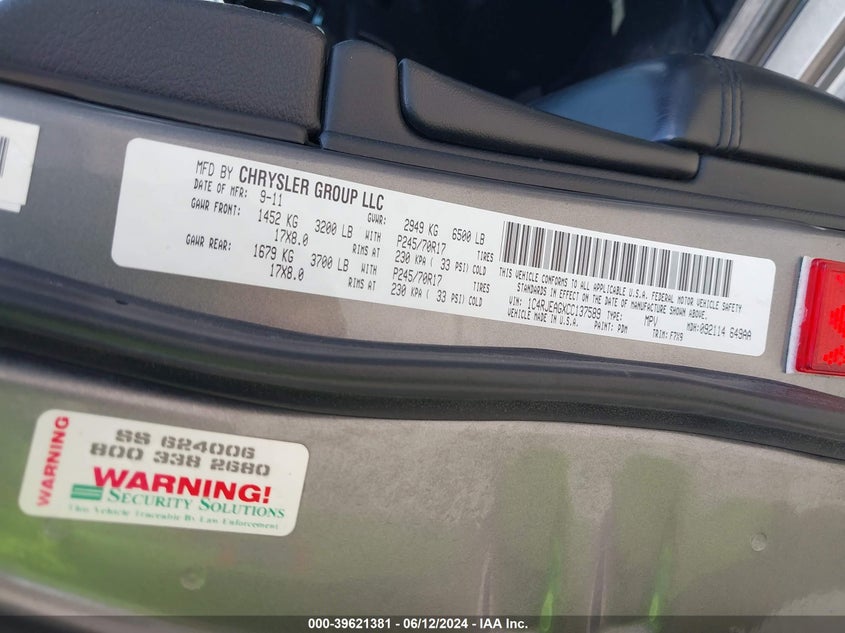 MFD BY CHRYSLER GROUP LLC
DATE OF MFR: 9-11 GVWR: 2949 KG 6500 LB
GAWR FRONT: 1452 KG 3200 LB WITH P245/70R17 TIRES
17X8.0 RIMS AT 230 KPA ( 33 PSI) COLD
GAWR REAR: 1679 KG 3700 LB WITH P245/70R17 TIRES
17X8.0 RIMS AT 230 KPA ( 33 PSI) COLD
THIS VEHICLE CONFORMS TO ALL APPLICABLE U.S.A. FEDERAL MOTOR VEHICLE SAFETY
STANDARDS IN EFFECT ON THE DATE OF MANUFACTURE SHOWN ABOVE.
VIN: 1C4RJEAGXCC137589 TYPE: MPV MDH: 092114 649AA
VEHICLE MADE IN U.S.A. PAINT: PDM TRIM: F7X9
WARNING
SS 624006
800 338 2680
WARNING!
SECURITY SOLUTIONS
This Vehicle Traceable By Law Enforcement
000-39621381 - 06/12/2024 - IAA Inc.